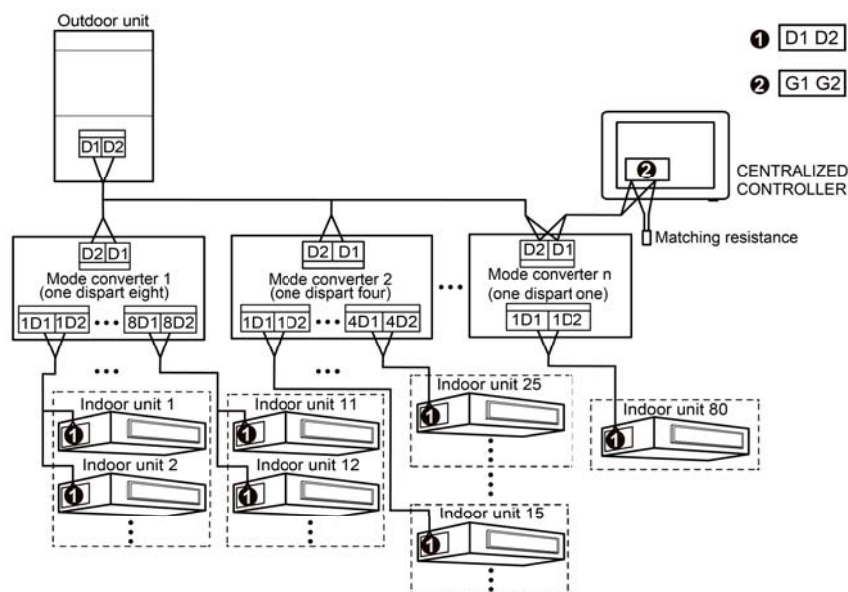 Outdoor unit
D1 D2
❶ D1 D2
❷ G1 G2
❷
CENTRALIZED
CONTROLLER
Matching resistance
D2 D1
Mode converter 1
(one dispart eight)
1D1 1D2 ••• 8D1 8D2
D2 D1
Mode converter 2
(one dispart four)
1D1 1D2 ••• 4D1 4D2
•••
D2 D1
Mode converter n
(one dispart one)
1D1 1D2
•••
•••
Indoor unit 1
❶
Indoor unit 2
❶
Indoor unit 11
❶
Indoor unit 12
❶
Indoor unit 25
❶
Indoor unit 15
❶
Indoor unit 80
❶